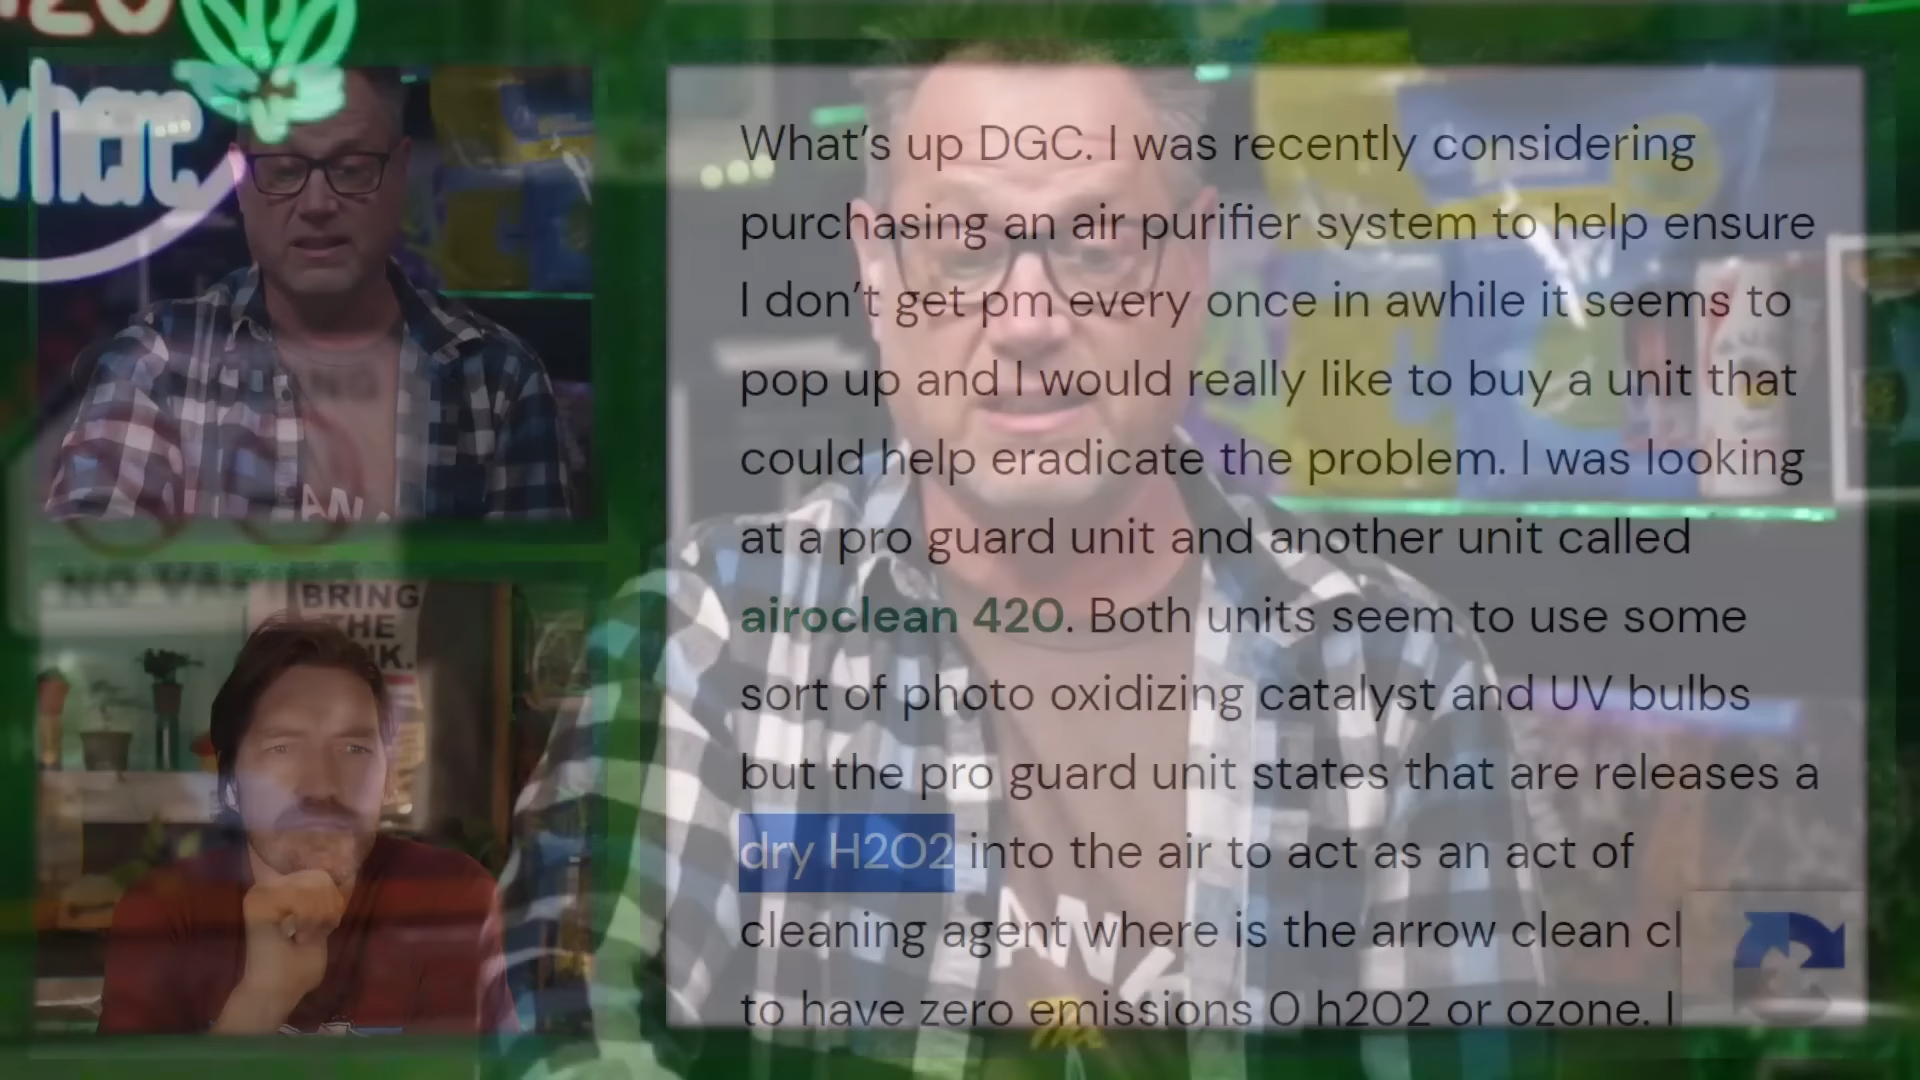 420
where
What's up DGC. I was recently considering
purchasing an air purifier system to help ensure
I don't get pm every once in awhile it seems to
pop up and I would really like to buy a unit that
could help eradicate the problem. I was looking
at a pro guard unit and another unit called
airoclean 420. Both units seem to use some
sort of photo oxidizing catalyst and UV bulbs
but the pro guard unit states that are releases a
dry H2O2 into the air to act as an act of
cleaning agent where is the arrow clean cl
to have zero emissions 0 h2O2 or ozone. I
BRING
THE